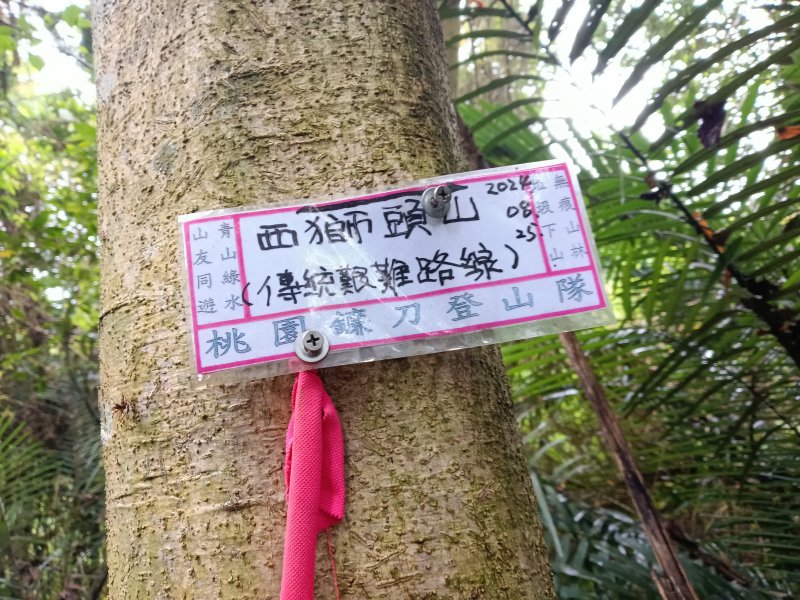 青山綠水
山友同遊
西獅頭山
(傳統艱難路線)
2024
08
25.
無痕山林
垃圾下山
桃園鐮刀登山隊